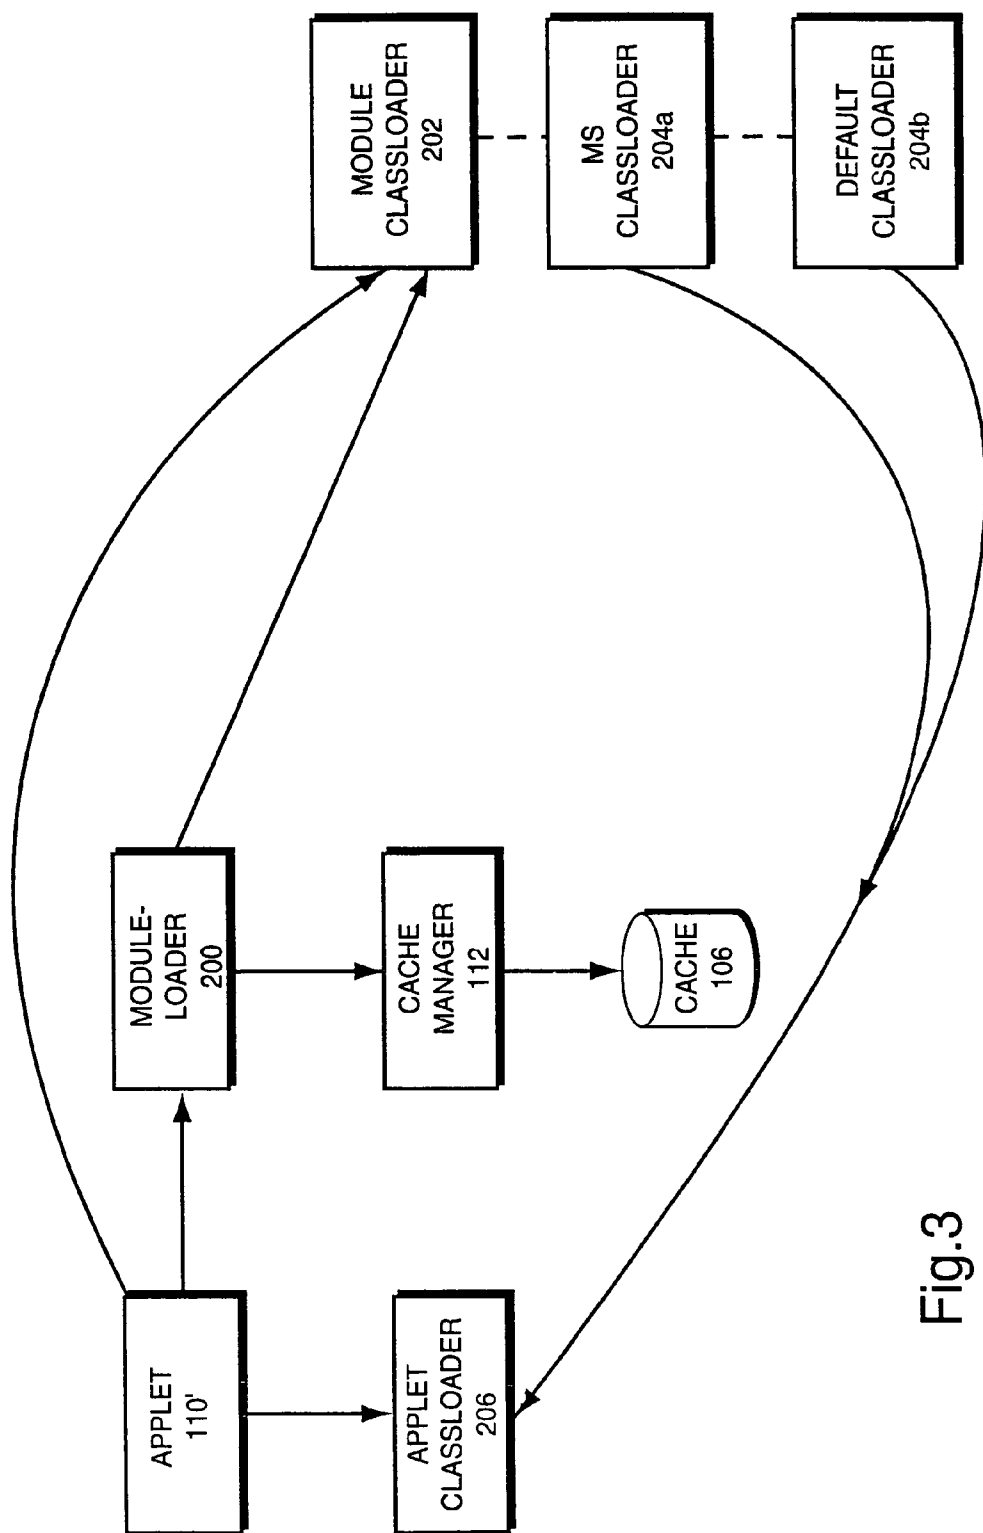 APPLET
110'
MODULE-
LOADER
200
MODULE
CLASSLOADER
202
APPLET
CLASSLOADER
206
CACHE
MANAGER
112
MS
CLASSLOADER
204a
CACHE
106
DEFAULT
CLASSLOADER
204b
Fig.3